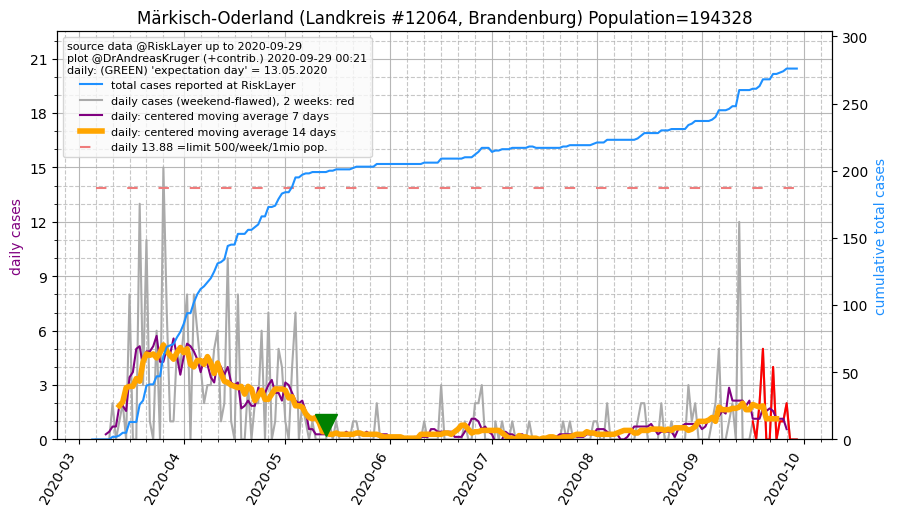 Märkisch-Oderland (Landkreis #12064, Brandenburg) Population=194328
source data @RiskLayer up to 2020-09-29
plot @DrAndreasKruger (+contrib.) 2020-09-29 00:21
daily: (GREEN) 'expectation day' = 13.05.2020
total cases reported at RiskLayer
daily cases (weekend-flawed), 2 weeks: red
daily: centered moving average 7 days
daily: centered moving average 14 days
daily 13.88 =limit 500/week/1mio pop.
daily cases
21
18
15
12
9
6
3
0
cumulative total cases
300
250
200
150
100
50
0
2020-03
2020-04
2020-05
2020-06
2020-07
2020-08
2020-09
2020-10